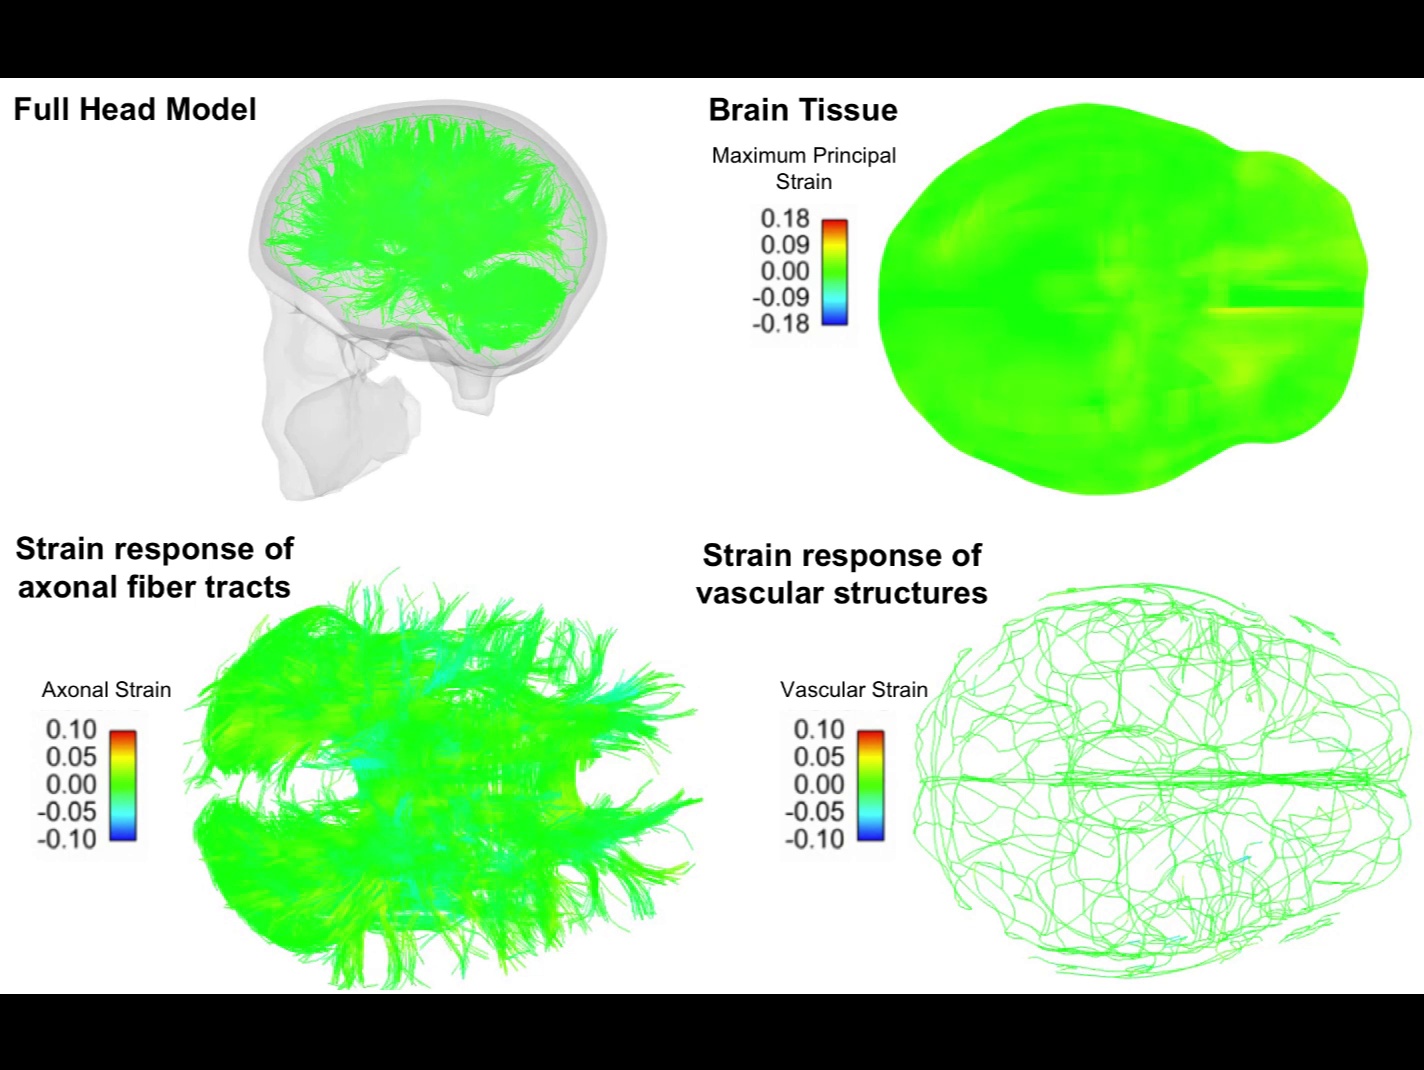 Full Head Model
Brain Tissue
Maximum Principal
Strain
0.18
0.09
0.00
-0.09
-0.18
Strain response of
axonal fiber tracts
Axonal Strain
0.10
0.05
0.00
-0.05
-0.10
Strain response of
vascular structures
Vascular Strain
0.10
0.05
0.00
-0.05
-0.10